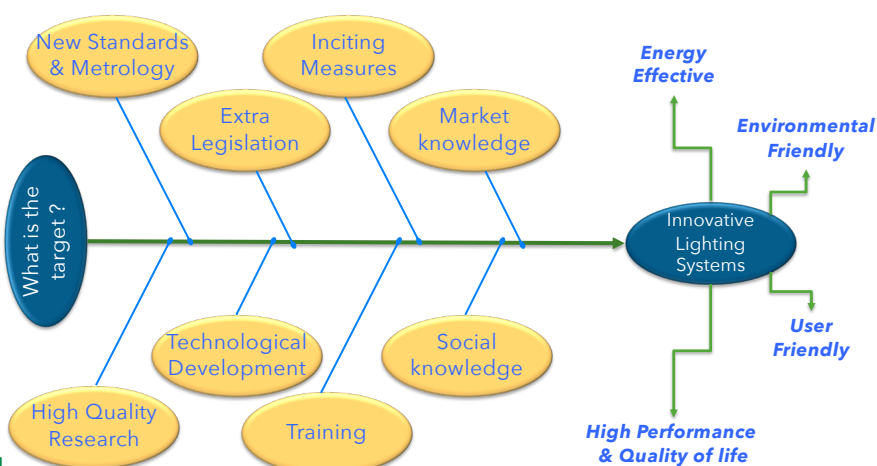 New Standards
& Metrology
Inciting
Measures
Extra
Legislation
Market
knowledge
Energy
Effective
Environmental
Friendly
What is the
target ?
Innovative
Lighting
Systems
User
Friendly
Technological
Development
Social
knowledge
High Quality
Research
Training
High Performance
& Quality of life